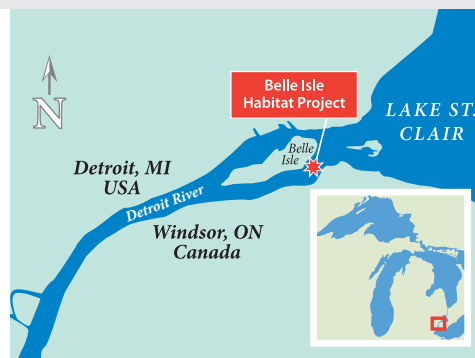 Belle Isle
Habitat Project
LAKE ST.
CLAIR
N
Belle
Isle
Detroit, MI
USA
Detroit River
Windsor, ON
Canada